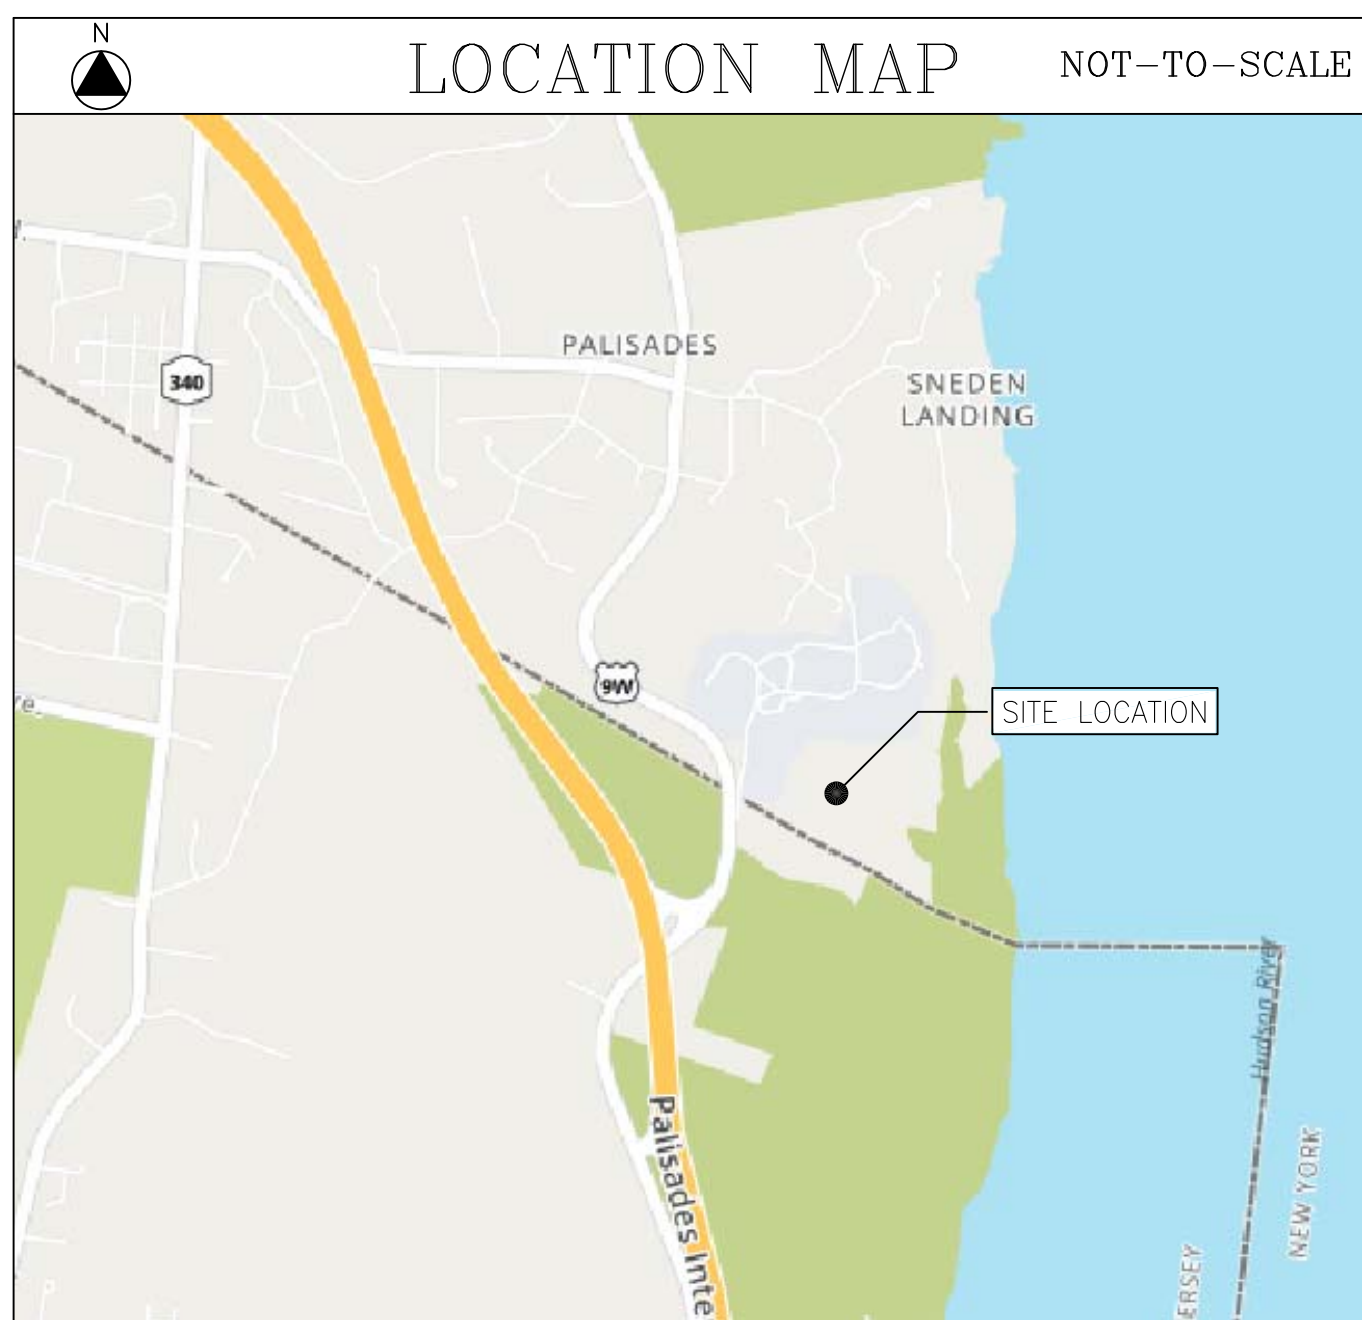 N
LOCATION MAP
NOT-TO-SCALE
PALISADES
340
SNEDEN
LANDING
9W
SITE LOCATION
Hudson River
Palisades Inte
NEW YORK
ERSEY